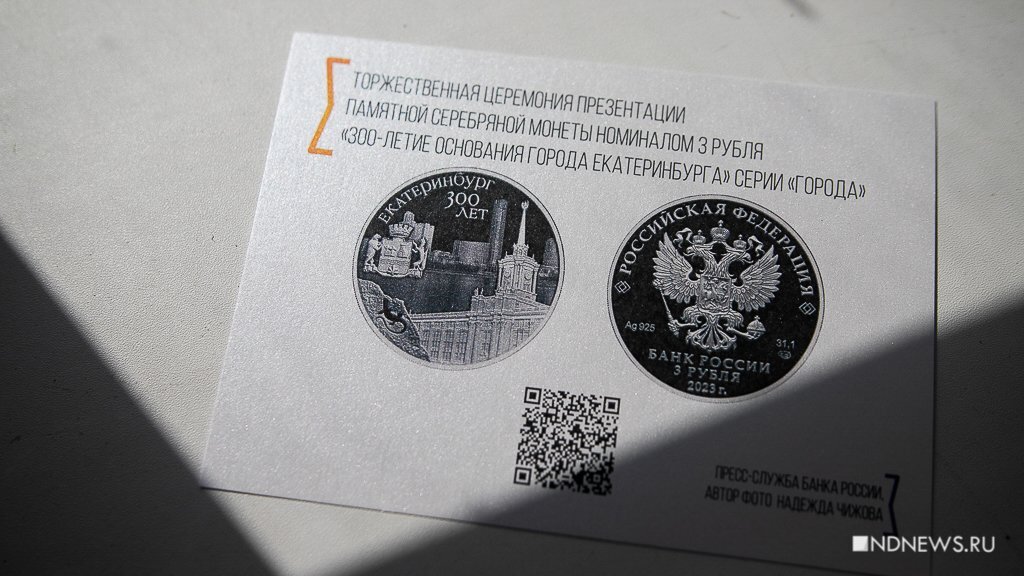 ТОРЖЕСТВЕННАЯ ЦЕРЕМОНИЯ ПРЕЗЕНТАЦИИ
ПАМЯТНОЙ СЕРЕБРЯНОЙ МОНЕТЫ НОМИНАЛОМ 3 РУБЛЯ
«300-ЛЕТИЕ ОСНОВАНИЯ ГОРОДА ЕКАТЕРИНБУРГА» СЕРИИ «ГОРОДА»
ЕКАТЕРИНБУРГ
300
ЛЕТ
РОССИЙСКАЯ ФЕДЕРАЦИЯ
Ag 925
31,1
БАНК РОССИИ
3 РУБЛЯ
2023 г.
ПРЕСС-СЛУЖБА БАНКА РОССИИ,
АВТОР ФОТО НАДЕЖДА ЧИЖОВА
NDNEWS.RU